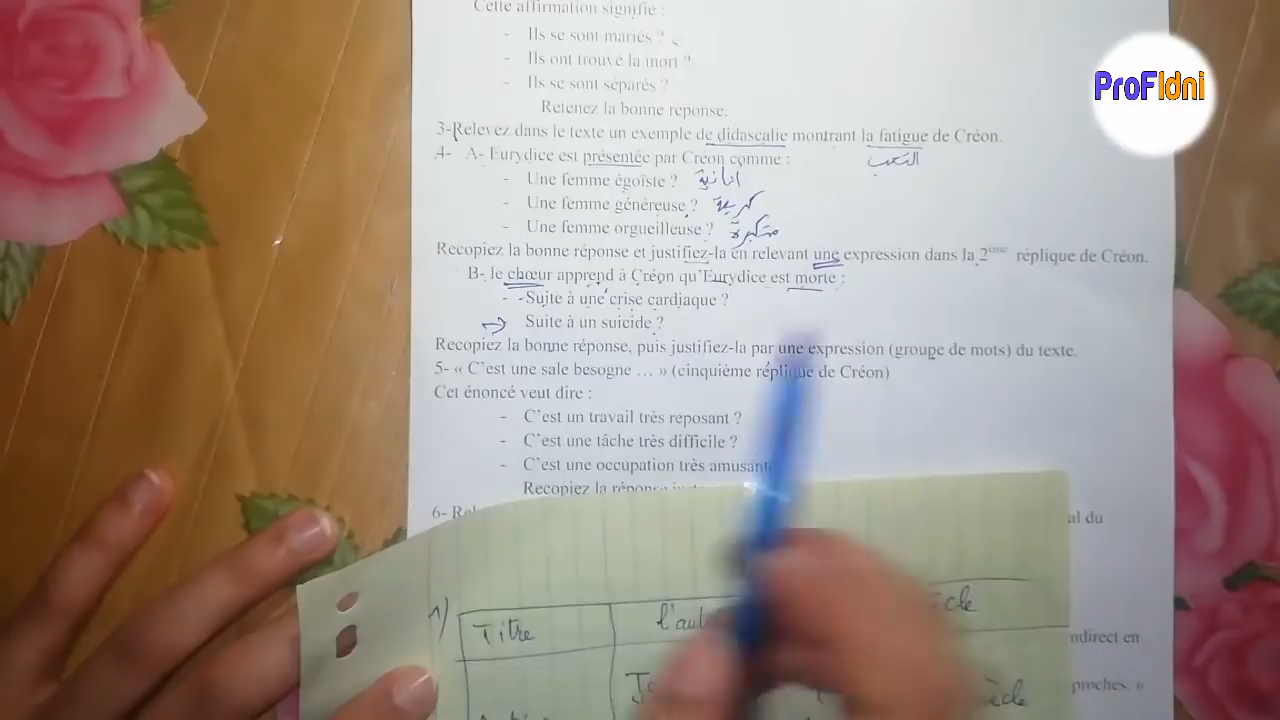 Cette affirmation signifie :
- Ils se sont mariés ?
- Ils ont trouvé la mort ?
- Ils se sont séparés ?
Retenez la bonne reponse.
ProfIdni
3-Relevez dans le texte un exemple de didascalie montrant la fatigue de Créon.
4- A- Eurydice est présentée par Créon comme :
التعب
- Une femme égoïste ? انانية
- Une femme généreuse ? كريمة
- Une femme orgueilleuse ? متكبرة
Recopiez la bonne réponse et justifiez-la en relevant une expression dans la 2ème réplique de Créon.
B- le chœur apprend à Créon qu'Eurydice est morte :
- Suite à une crise cardiaque ?
→ Suite à un suicide ?
Recopiez la bonne réponse, puis justifiez-la par une expression (groupe de mots) du texte.
5- « C'est une sale besogne … » (cinquième réplique de Créon)
Cet énoncé veut dire :
- C'est un travail très reposant ?
- C'est une tâche très difficile ?
- C'est une occupation très
Recopiez la
6- al du
1) Titre
ndirect en
proches. »